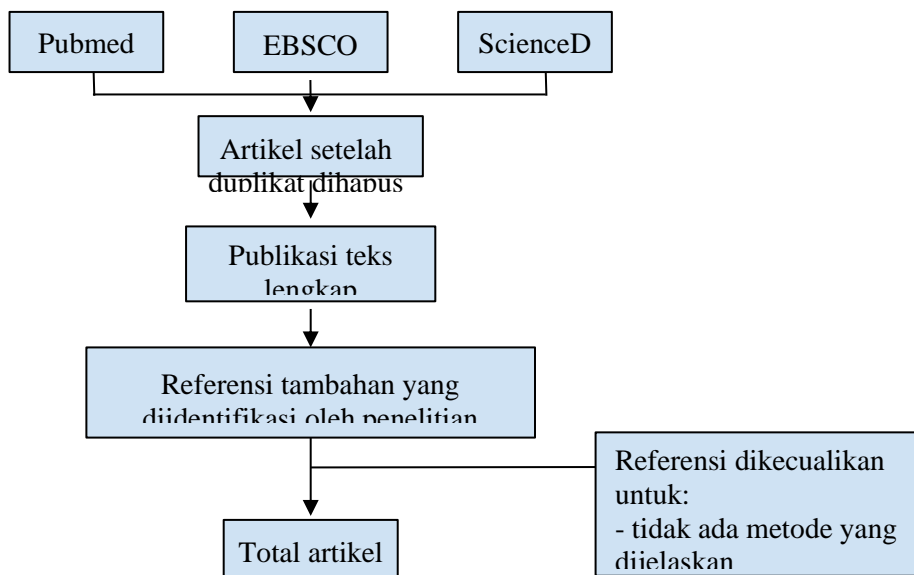 Pubmed
EBSCO
ScienceD
Artikel setelah
duplikat dihapus
Publikasi teks
lengkap
Referensi tambahan yang
diidentifikasi oleh penelitian
Referensi dikecualikan
untuk:
- tidak ada metode yang
dijelaskan
Total artikel